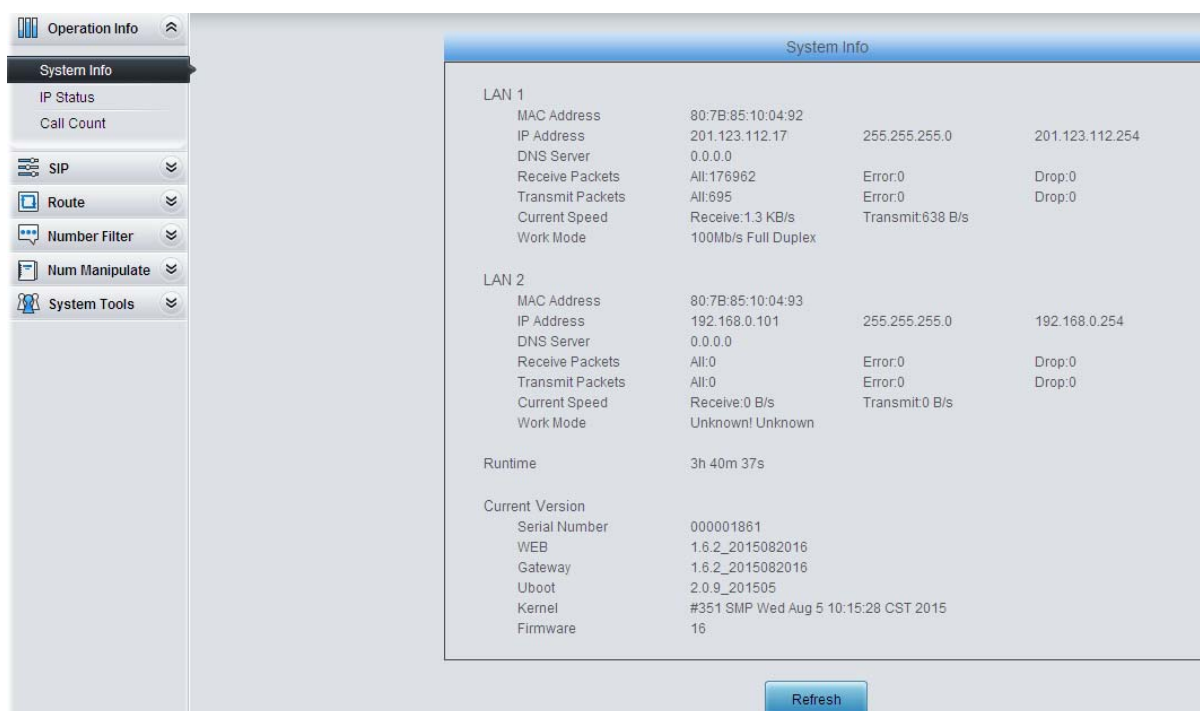 Operation Info
System Info
IP Status
Call Count
SIP
Route
Number Filter
Num Manipulate
System Tools
System Info
LAN 1
MAC Address 80:7B:85:10:04:92
IP Address 201.123.112.17 255.255.255.0 201.123.112.254
DNS Server 0.0.0.0
Receive Packets All:176962 Error:0 Drop:0
Transmit Packets All:695 Error:0 Drop:0
Current Speed Receive:1.3 KB/s Transmit:638 B/s
Work Mode 100Mb/s Full Duplex
LAN 2
MAC Address 80:7B:85:10:04:93
IP Address 192.168.0.101 255.255.255.0 192.168.0.254
DNS Server 0.0.0.0
Receive Packets All:0 Error:0 Drop:0
Transmit Packets All:0 Error:0 Drop:0
Current Speed Receive:0 B/s Transmit:0 B/s
Work Mode Unknown! Unknown
Runtime 3h 40m 37s
Current Version
Serial Number 000001861
WEB 1.6.2_2015082016
Gateway 1.6.2_2015082016
Uboot 2.0.9_201505
Kernel #351 SMP Wed Aug 5 10:15:28 CST 2015
Firmware 16
Refresh